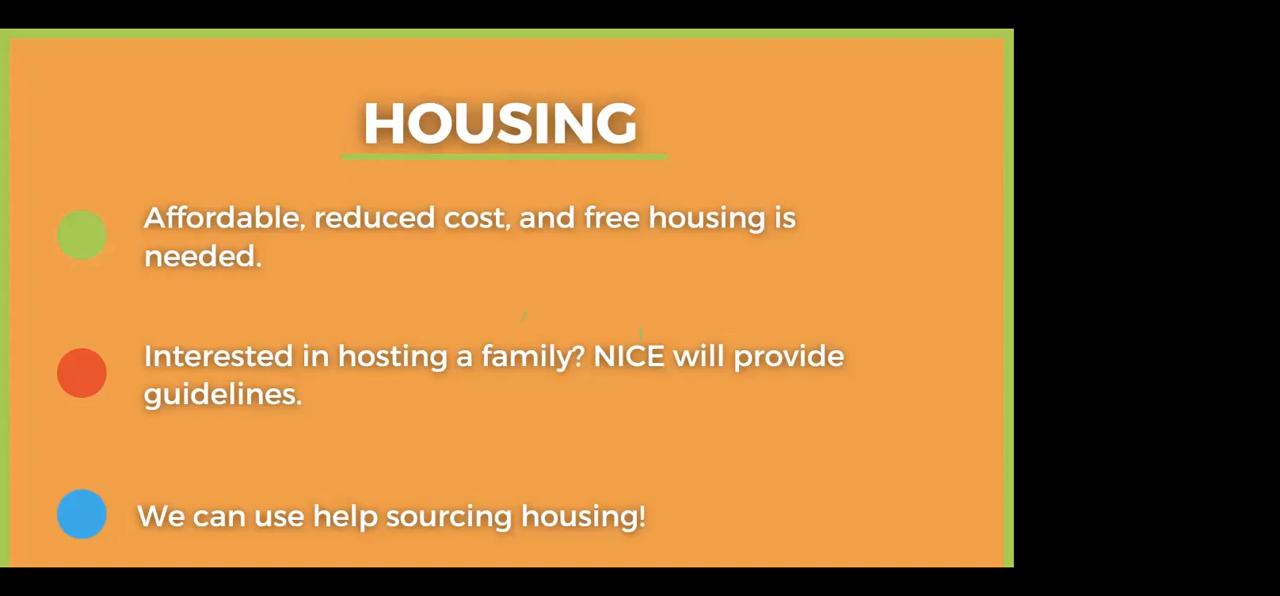 HOUSING
Affordable, reduced cost, and free housing is
needed.
Interested in hosting a family? NICE will provide
guidelines.
We can use help sourcing housing!